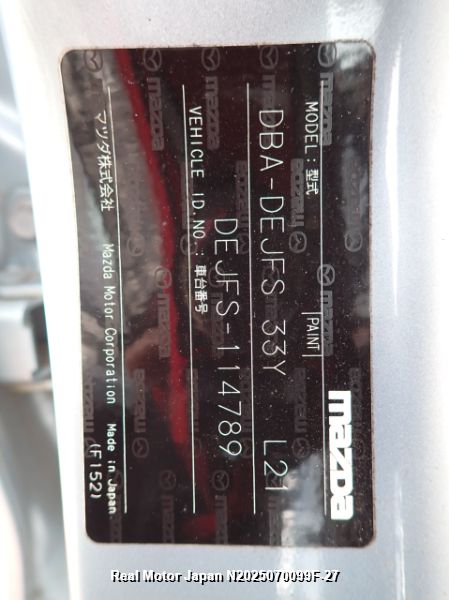 mazda
MODEL：型式 PAINT
DBA-DEJFS 33Y L21
VEHICLE ID.NO.：車台番号
DEJFS-114789
マツダ株式会社 Mazda Motor Corporation Made in Japan
(F152)
Real Motor Japan N2025070099F-27